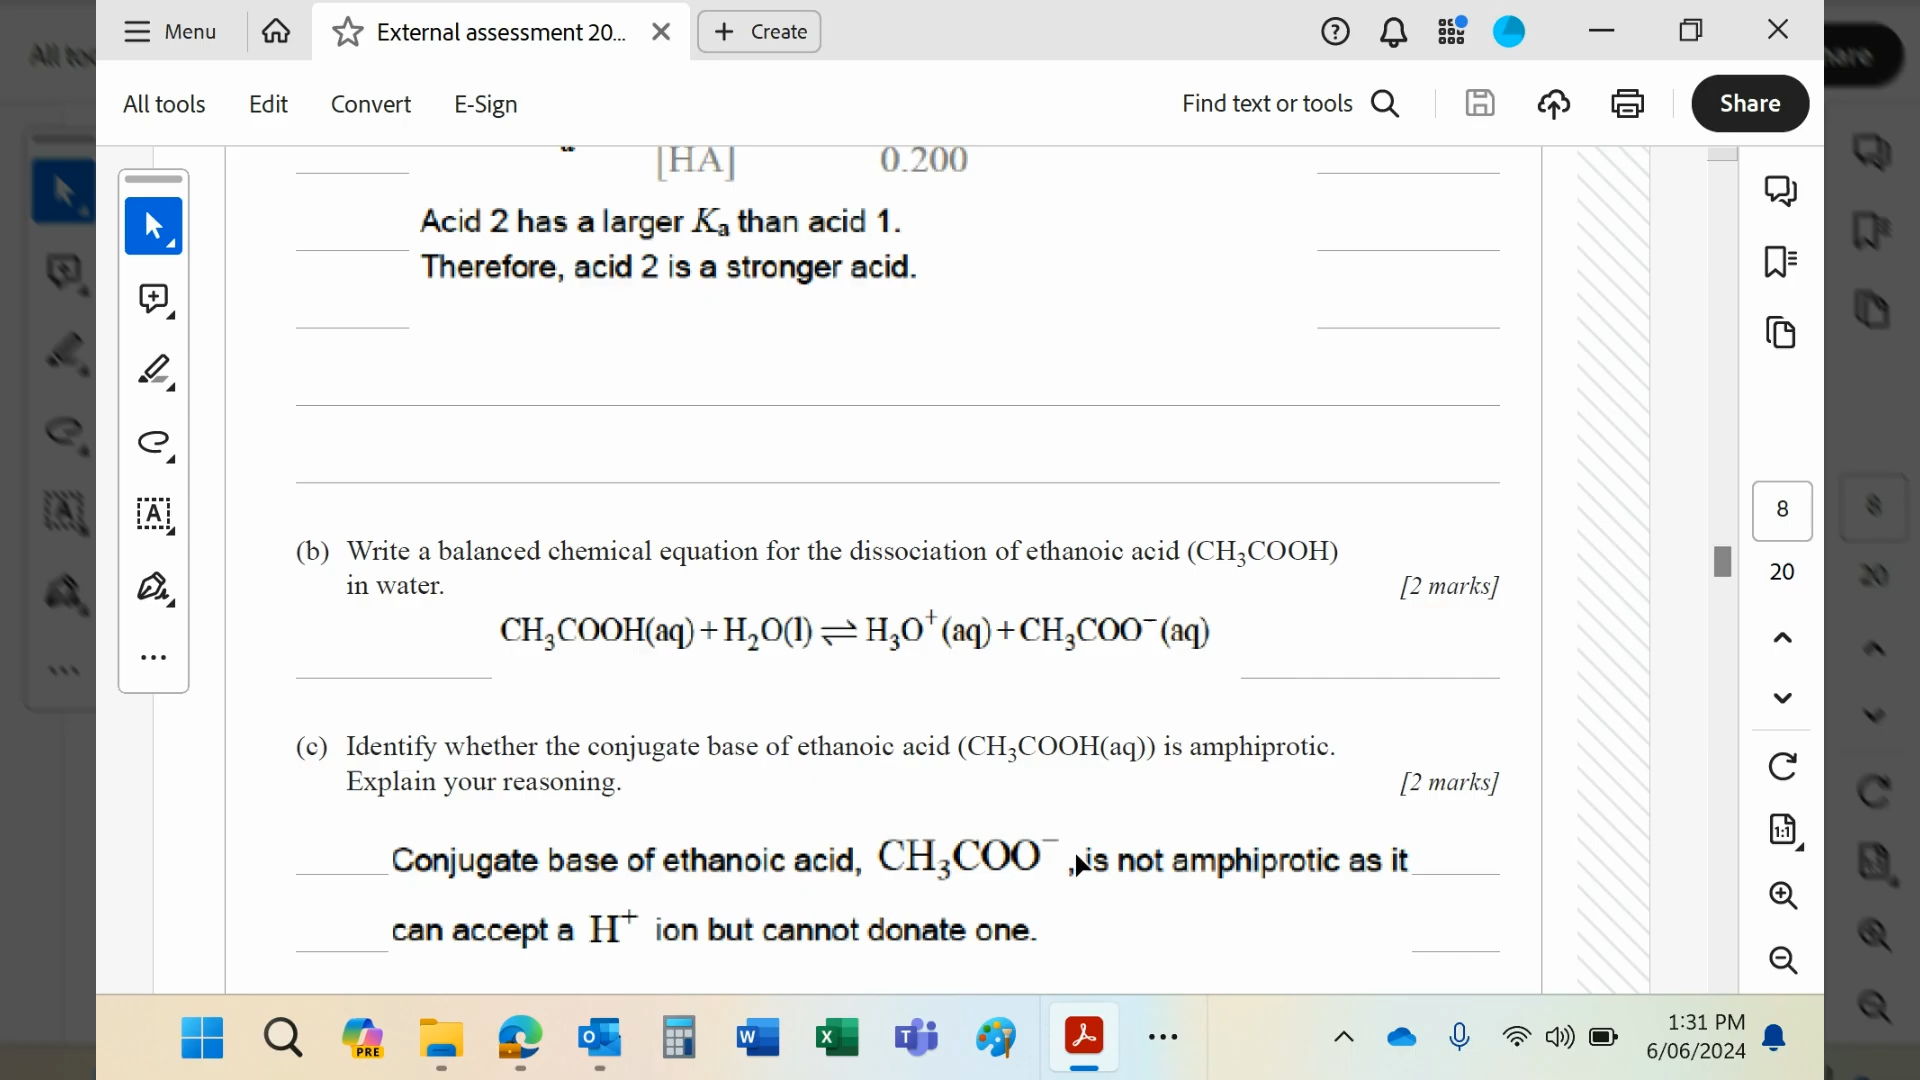 Menu
External assessment 20...
Create
All tools
Edit
Convert
E-Sign
Find text or tools
Share
[HA]
0.200
Acid 2 has a larger Kₐ than acid 1.
Therefore, acid 2 is a stronger acid.
(b) Write a balanced chemical equation for the dissociation of ethanoic acid (CH₃COOH)
in water.
[2 marks]
CH₃COOH(aq) + H₂O(l) ⇌ H₃O⁺(aq) + CH₃COO⁻(aq)
(c) Identify whether the conjugate base of ethanoic acid (CH₃COOH(aq)) is amphiprotic.
Explain your reasoning.
[2 marks]
Conjugate base of ethanoic acid, CH₃COO⁻, is not amphiprotic as it
can accept a H⁺ ion but cannot donate one.
8
20
1:1
PRE
1:31 PM
6/06/2024